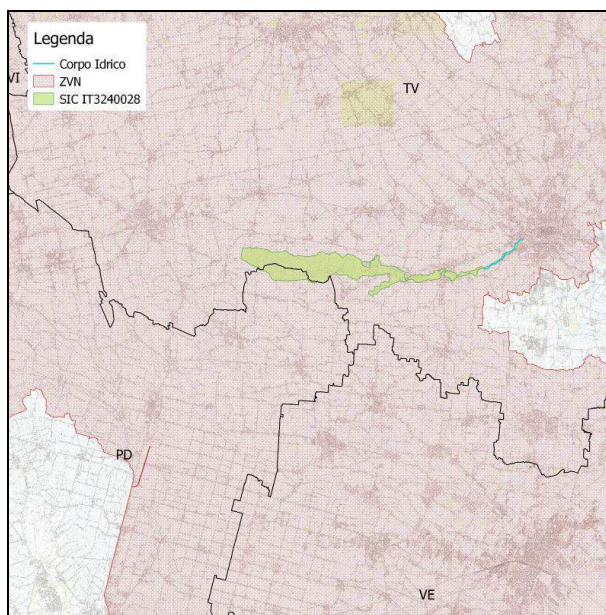 Legenda
Corpo Idrico
ZVN
SIC IT3240028
VI
TV
PD
VE